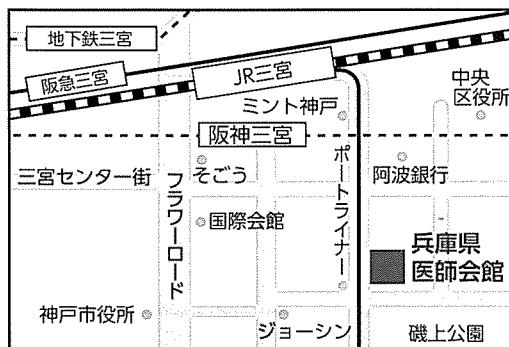 地下鉄三宮
阪急三宮
JR三宮
中央
区役所
ミント神戸
阪神三宮
三宮センター街
そごう
阿波銀行
フラワーロード
ポートライナー
国際会館
兵庫県
医師会館
神戸市役所
ジョーシン
磯上公園